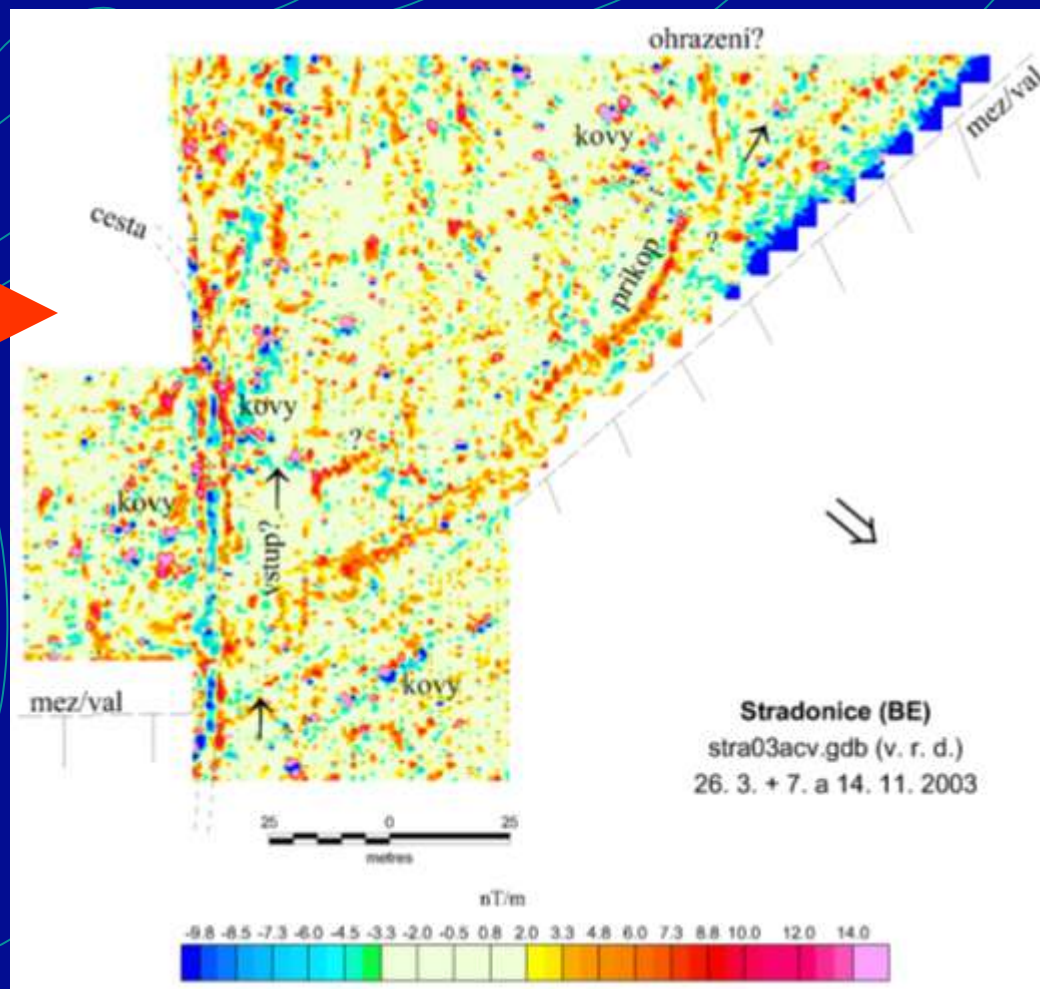 ohrazeni?
mez/val
kovy
cesta
prikop
?
kovy
?
kovy
vstup?
kovy
mez/val
Stradonice (BE)
stra03acv.gdb (v. r. d.)
26. 3. + 7. a 14. 11. 2003
25 0 25
metres
nT/m
-9.8 -8.5 -7.3 -6.0 -4.5 -3.3 -2.0 -0.5 0.8 2.0 3.3 4.8 6.0 7.3 8.8 10.0 12.0 14.0